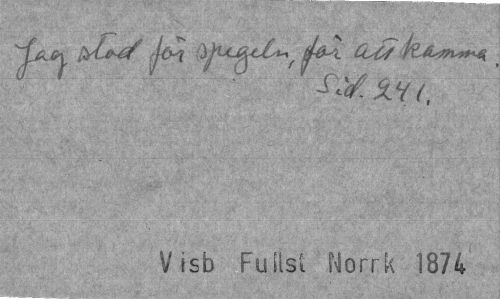 Jag stod för spegeln, för att kamma.
Sid. 241.
Visb Fullst Norrk 1874